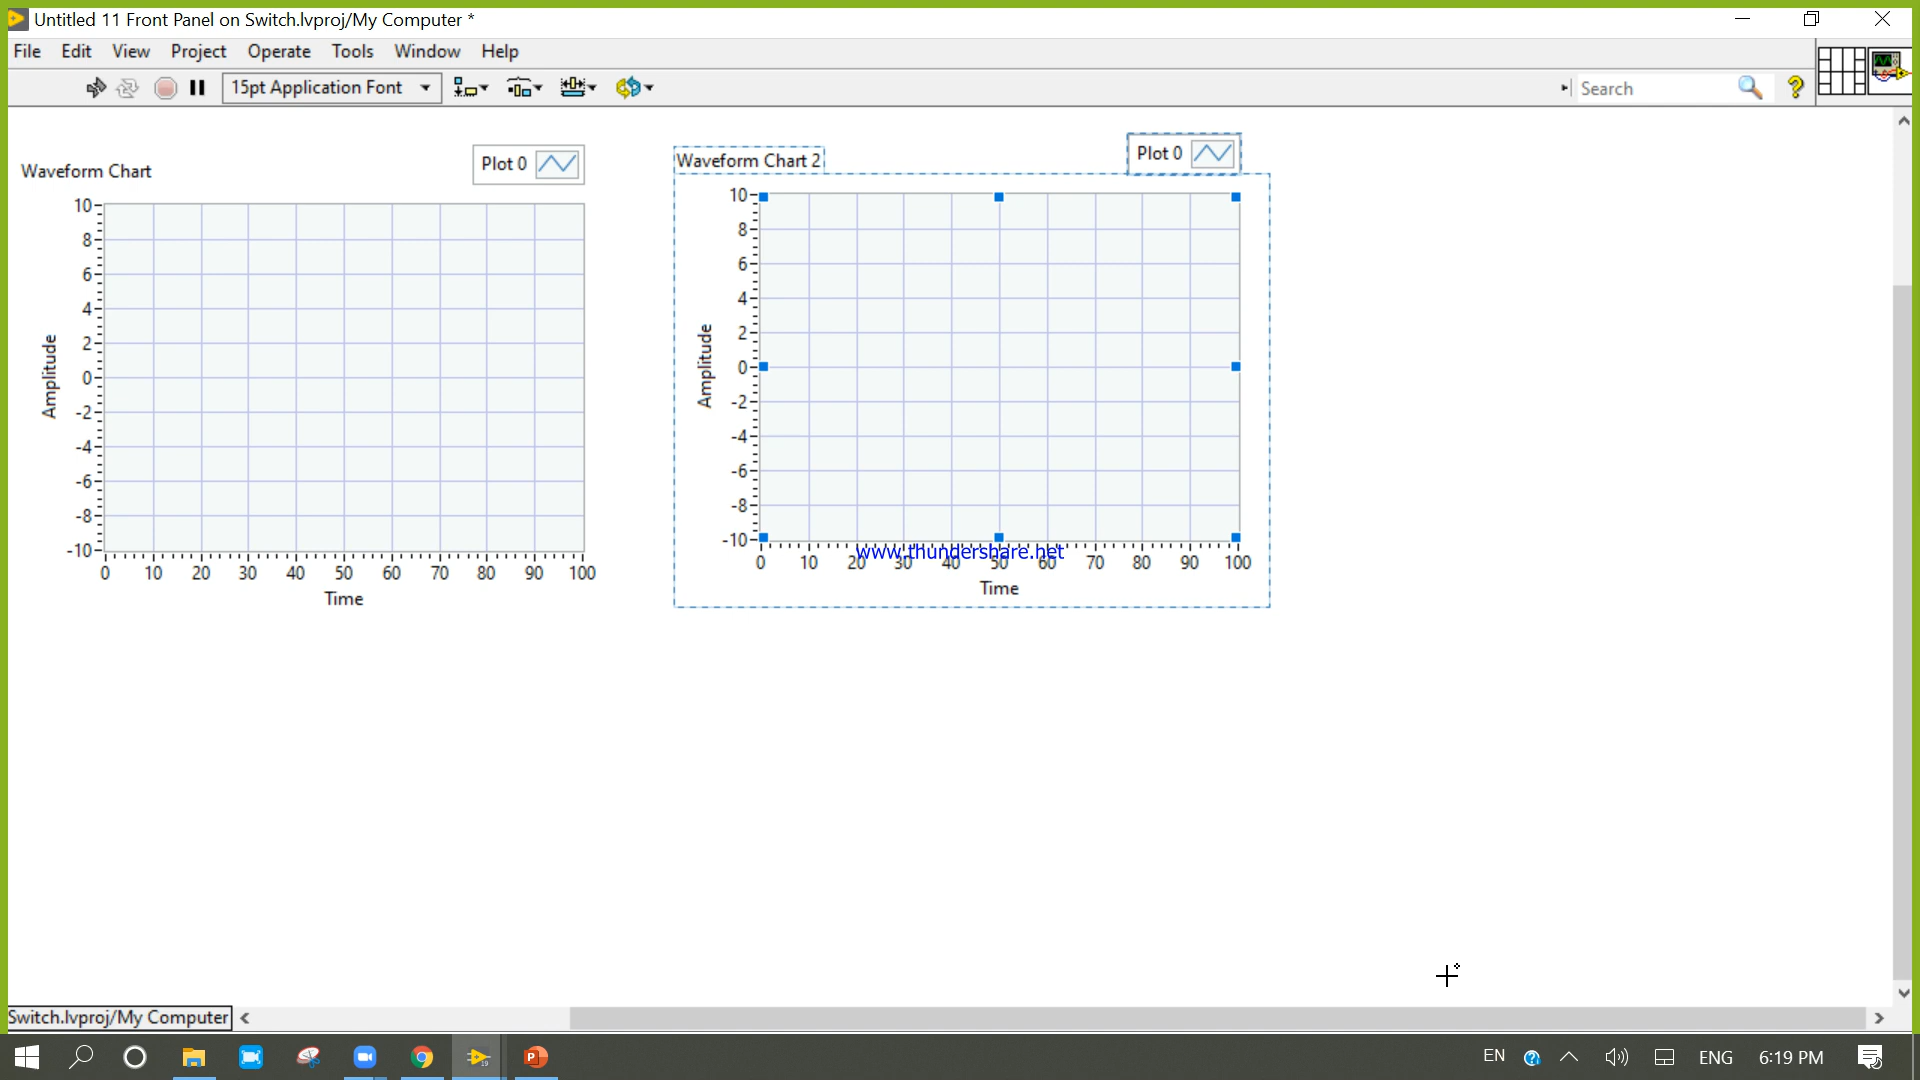 Untitled 11 Front Panel on Switch.lvproj/My Computer *
File Edit View Project Operate Tools Window Help
15pt Application Font
Search
?
Waveform Chart
Plot 0
10
8
6
4
2
0
-2
-4
-6
-8
-10
Amplitude
0 10 20 30 40 50 60 70 80 90 100
Time
Waveform Chart 2
Plot 0
10
8
6
4
2
0
-2
-4
-6
-8
-10
Amplitude
www.thundershare.net
0 10 20 30 40 50 60 70 80 90 100
Time
Switch.lvproj/My Computer
EN ENG 6:19 PM